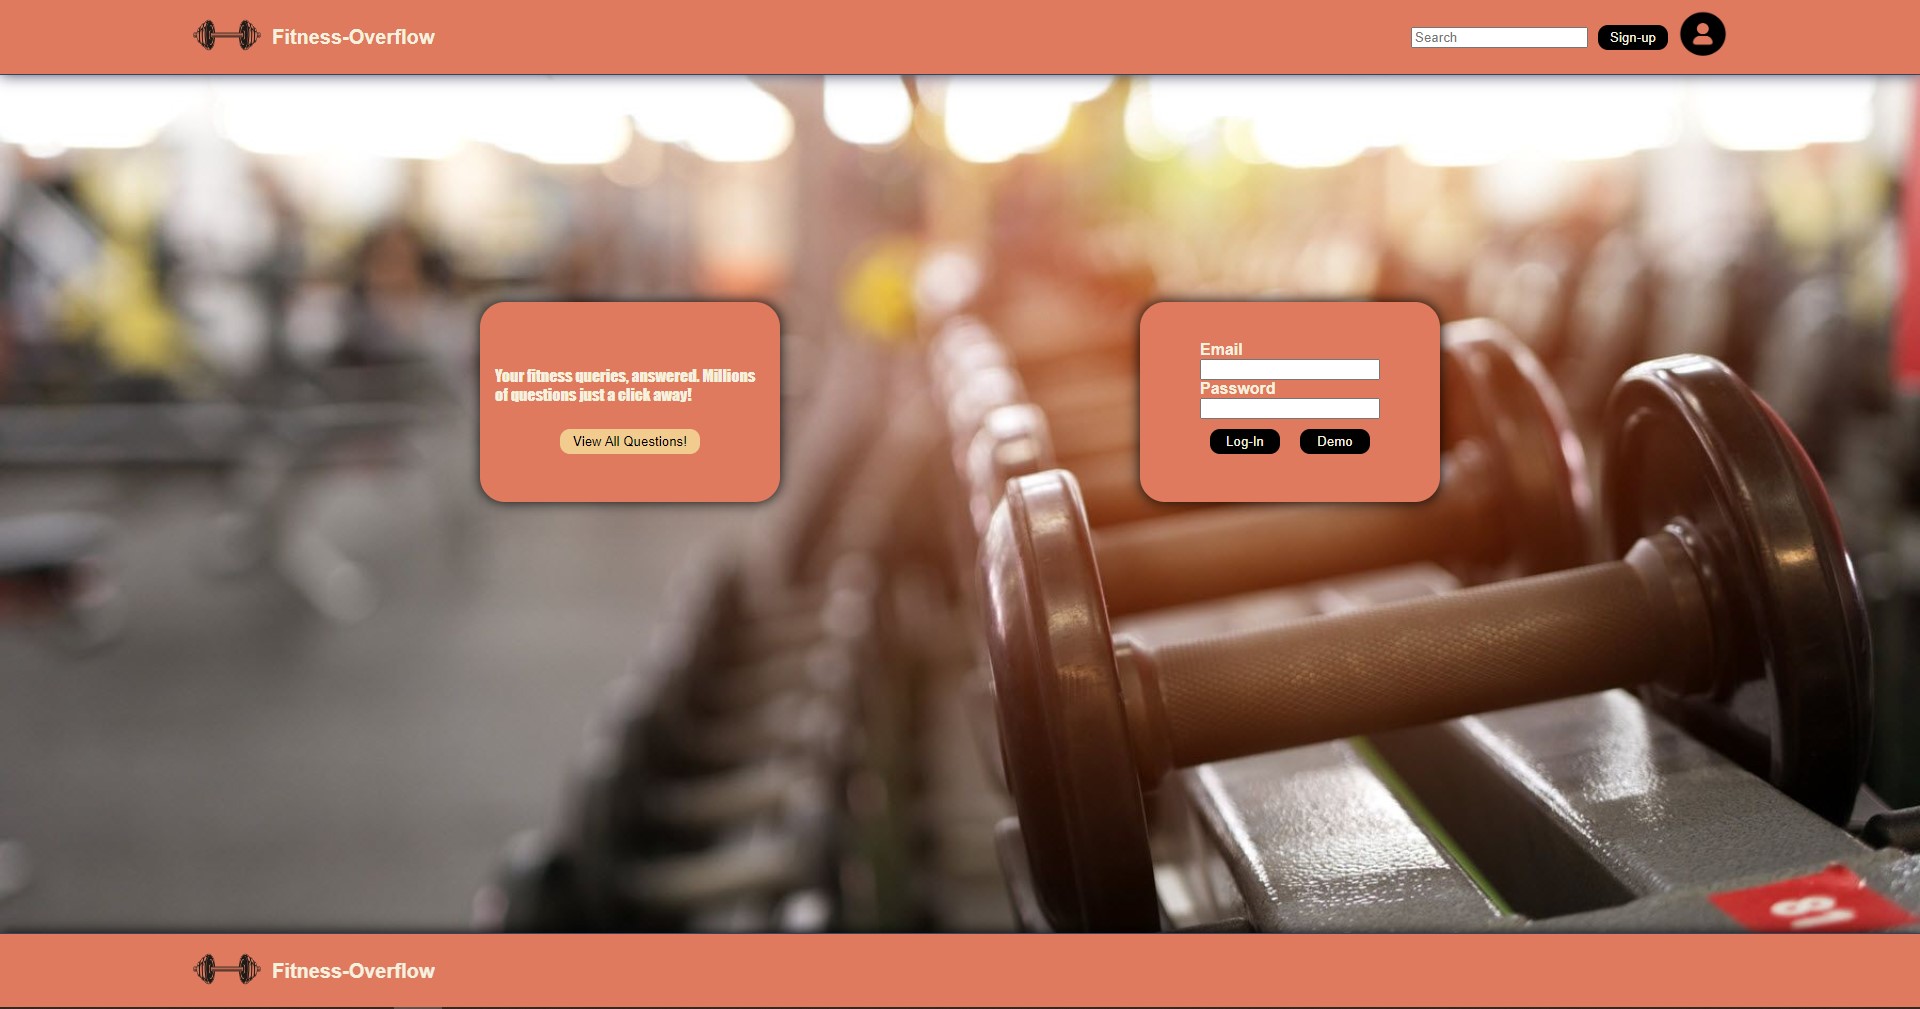 Fitness-Overflow
Search
Sign-up
Your fitness queries, answered. Millions
of questions just a click away!
View All Questions!
Email
Password
Log-In
Demo
18
Fitness-Overflow